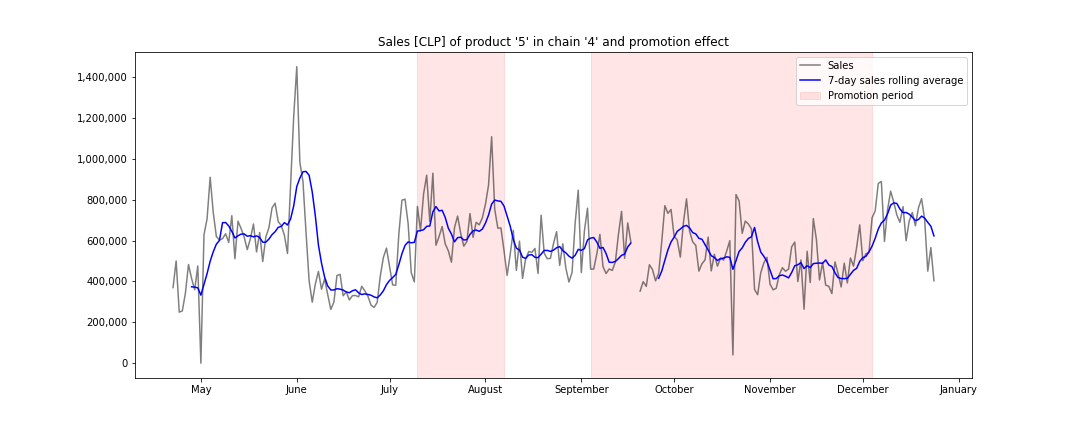 Sales [CLP] of product '5' in chain '4' and promotion effect
Sales
7-day sales rolling average
Promotion period
1,400,000
1,200,000
1,000,000
800,000
600,000
400,000
200,000
0
May June July August September October November December January